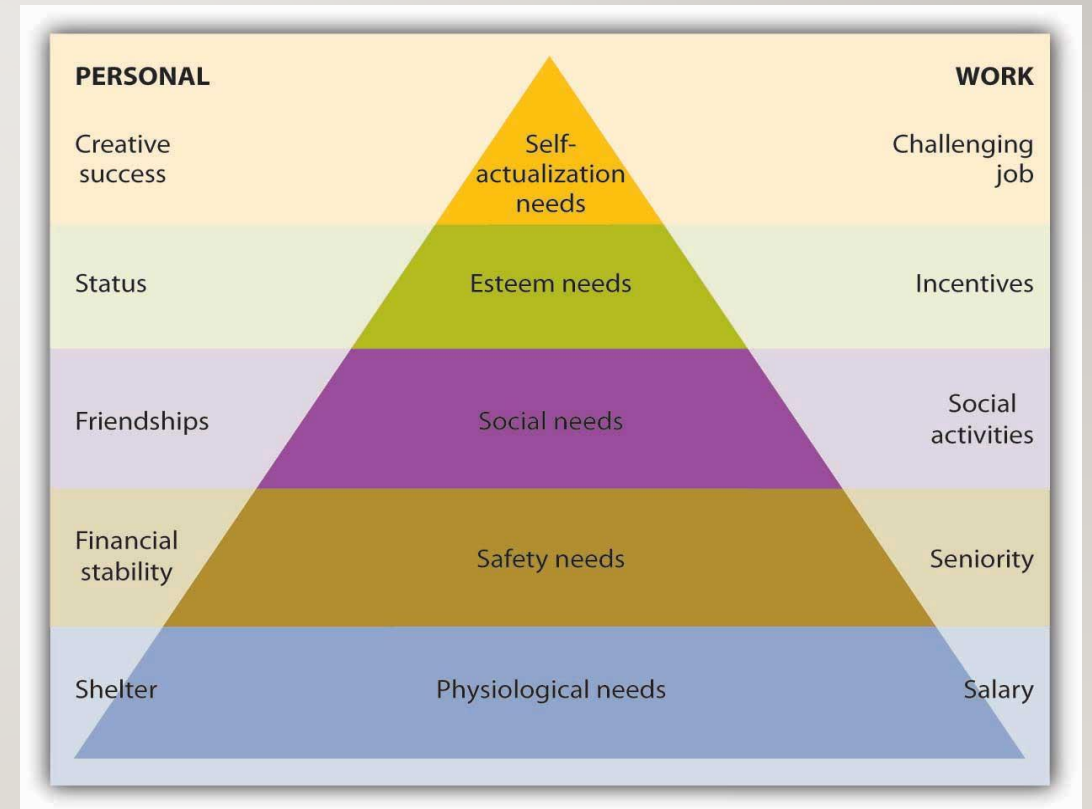 PERSONAL
WORK
Creative
success
Self-
actualization
needs
Challenging
job
Status
Esteem needs
Incentives
Friendships
Social needs
Social
activities
Financial
stability
Safety needs
Seniority
Shelter
Physiological needs
Salary